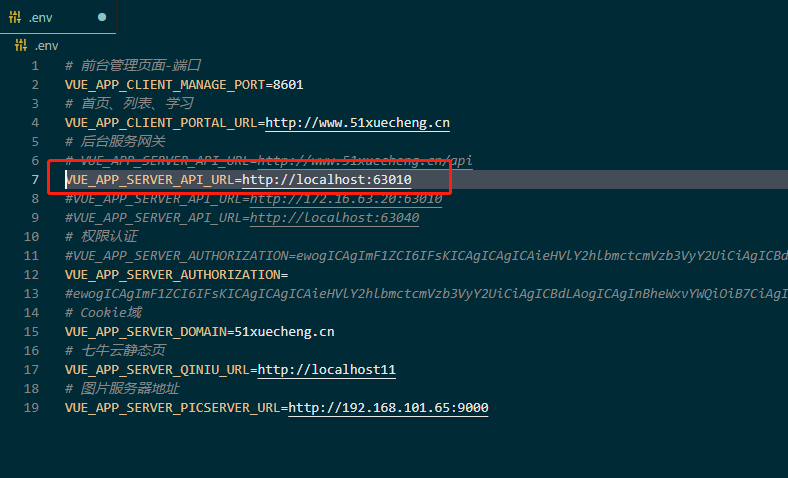 .env
.env
1 # 前台管理页面-端口
2 VUE_APP_CLIENT_MANAGE_PORT=8601
3 # 首页、列表、学习
4 VUE_APP_CLIENT_PORTAL_URL=http://www.51xuecheng.cn
5 # 后台服务网关
6 # VUE_APP_SERVER_API_URL=http://www.51xuecheng.cn/api
7 VUE_APP_SERVER_API_URL=http://localhost:63010
8 #VUE_APP_SERVER_API_URL=http://172.16.63.20:63010
9 #VUE_APP_SERVER_API_URL=http://localhost:63040
10 # 权限认证
11 #VUE_APP_SERVER_AUTHORIZATION=ewogICAgImF1ZCI6IFsKICAgICAgICAieHVlY2hlbmctcmVzb3VyY2UiCiAgICBd
12 VUE_APP_SERVER_AUTHORIZATION=
13 #ewogICAgImF1ZCI6IFsKICAgICAgICAieHVlY2hlbmctcmVzb3VyY2UiCiAgICBdLAogICAgInBheWxvYWQiOiB7CiAgI
14 # Cookie域
15 VUE_APP_SERVER_DOMAIN=51xuecheng.cn
16 # 七牛云静态页
17 VUE_APP_SERVER_QINIU_URL=http://localhost11
18 # 图片服务器地址
19 VUE_APP_SERVER_PICSERVER_URL=http://192.168.101.65:9000